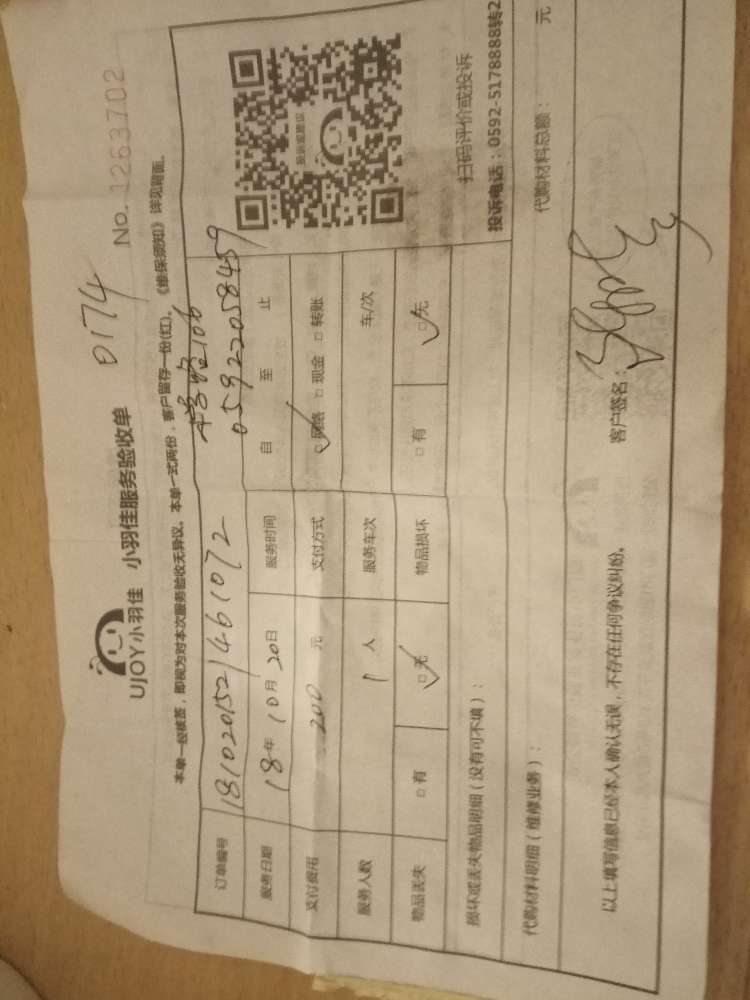 0174
No. 1263702
UJOY小羽佳 小羽佳服务验收单
本单一经核签，即视为对本次服务验收无异议。本单一式两份，客户留存一份(红)。《维保须知》详见背面。
订单编号 1810201521461072
05922058459
服务日期 18年10月20日 服务时间 自 至 止
支付费用 200 元 支付方式 □网络 □现金 □转账
服务人数 1 人 服务车次 车/次
物品丢失 □有 □无 物品损坏 □有 □无
扫码评价或投诉
投诉电话：0592-5178888转2
损坏或丢失物品明细（没有可不填）：
代购材料明细（维修业务）： 代购材料总额： 元
以上填写信息已经本人确认无误，不存在任何争议纠纷。 客户签名：